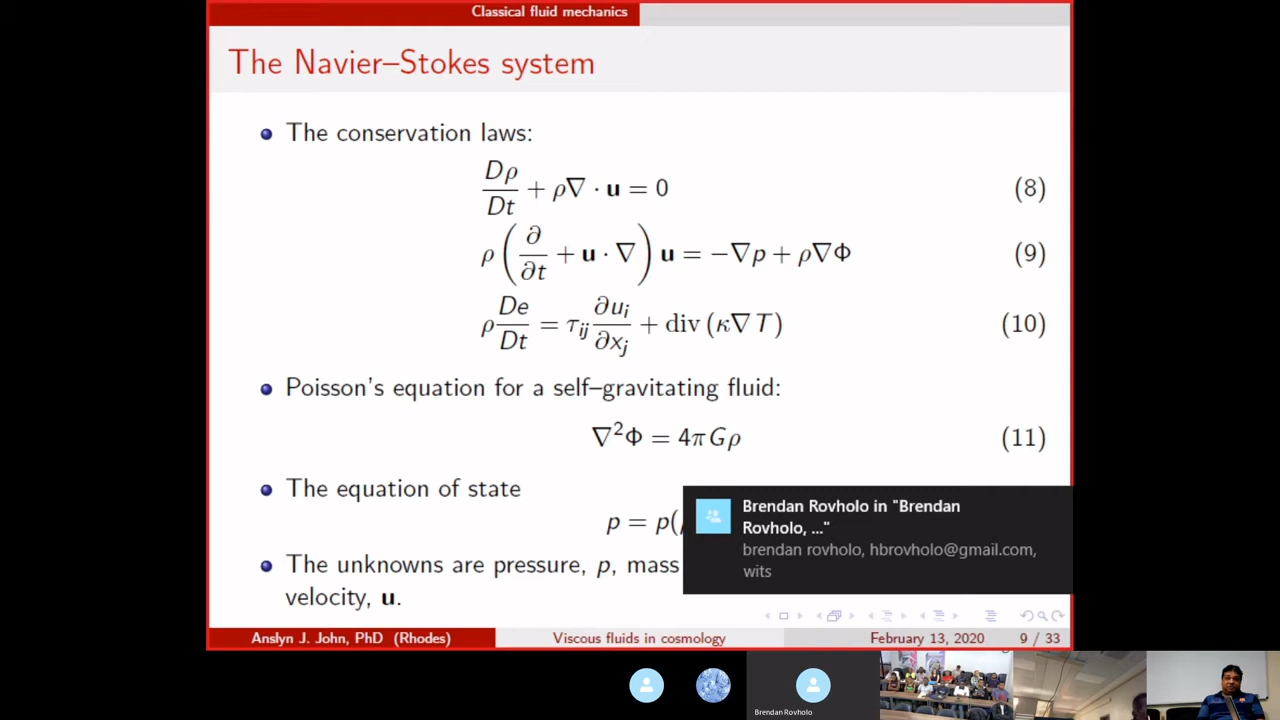 Classical fluid mechanics
The Navier–Stokes system
The conservation laws:
Dρ/Dt + ρ∇ · u = 0 (8)
ρ(∂/∂t + u · ∇)u = −∇p + ρ∇Φ (9)
ρ De/Dt = τij ∂ui/∂xj + div (κ∇T) (10)
Poisson's equation for a self–gravitating fluid:
∇²Φ = 4πGρ (11)
The equation of state
p = p(
The unknowns are pressure, p, mass
velocity, u.
Brendan Rovholo in "Brendan
Rovholo, ..."
brendan rovholo, hbrovholo@gmail.com,
wits
Anslyn J. John, PhD (Rhodes) Viscous fluids in cosmology February 13, 2020 9 / 33
Brendan Rovholo